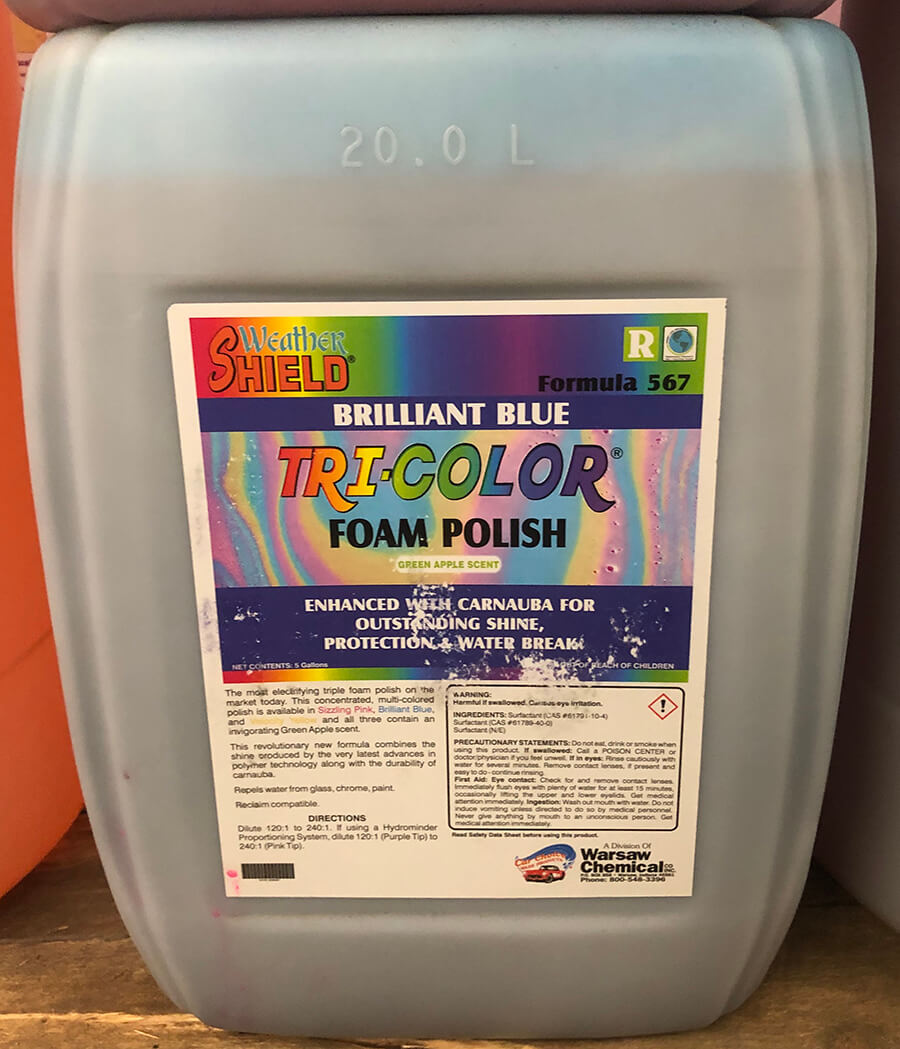 20.0 L
Weather
SHIELD®
R
Formula 567
BRILLIANT BLUE
TRI-COLOR®
FOAM POLISH
GREEN APPLE SCENT
ENHANCED WITH CARNAUBA FOR
OUTSTANDING SHINE,
PROTECTION & WATER BREAK
NET CONTENTS: 5 Gallons
OUT OF REACH OF CHILDREN
The most electrifying triple foam polish on the
market today. This concentrated, multi-colored
polish is available in Sizzling Pink, Brilliant Blue,
and Velocity Yellow and all three contain an
invigorating Green Apple scent.
This revolutionary new formula combines the
shine produced by the very latest advances in
polymer technology along with the durability of
carnauba.
Repels water from glass, chrome, paint.
Reclaim compatible.
DIRECTIONS
Dilute 120:1 to 240:1. If using a Hydrominder
Proportioning System, dilute 120:1 (Purple Tip) to
240:1 (Pink Tip).
WARNING:
Harmful if swallowed. Causes eye irritation.
INGREDIENTS: Surfactant (CAS #61791-10-4)
Surfactant (CAS #61789-40-0)
Surfactant (N/E)
PRECAUTIONARY STATEMENTS: Do not eat, drink or smoke when
using this product. If swallowed: Call a POISON CENTER or
doctor/physician if you feel unwell. If in eyes: Rinse cautiously with
water for several minutes. Remove contact lenses, if present and
easy to do - continue rinsing.
First Aid: Eye contact: Check for and remove contact lenses.
Immediately flush eyes with plenty of water for at least 15 minutes,
occasionally lifting the upper and lower eyelids. Get medical
attention immediately. Ingestion: Wash out mouth with water. Do not
induce vomiting unless directed to do so by medical personnel.
Never give anything by mouth to an unconscious person. Get
medical attention immediately.
Read Safety Data Sheet before using this product.
Car Choice
A Division Of
Warsaw
Chemical CO INC.
Phone: 800-548-3396